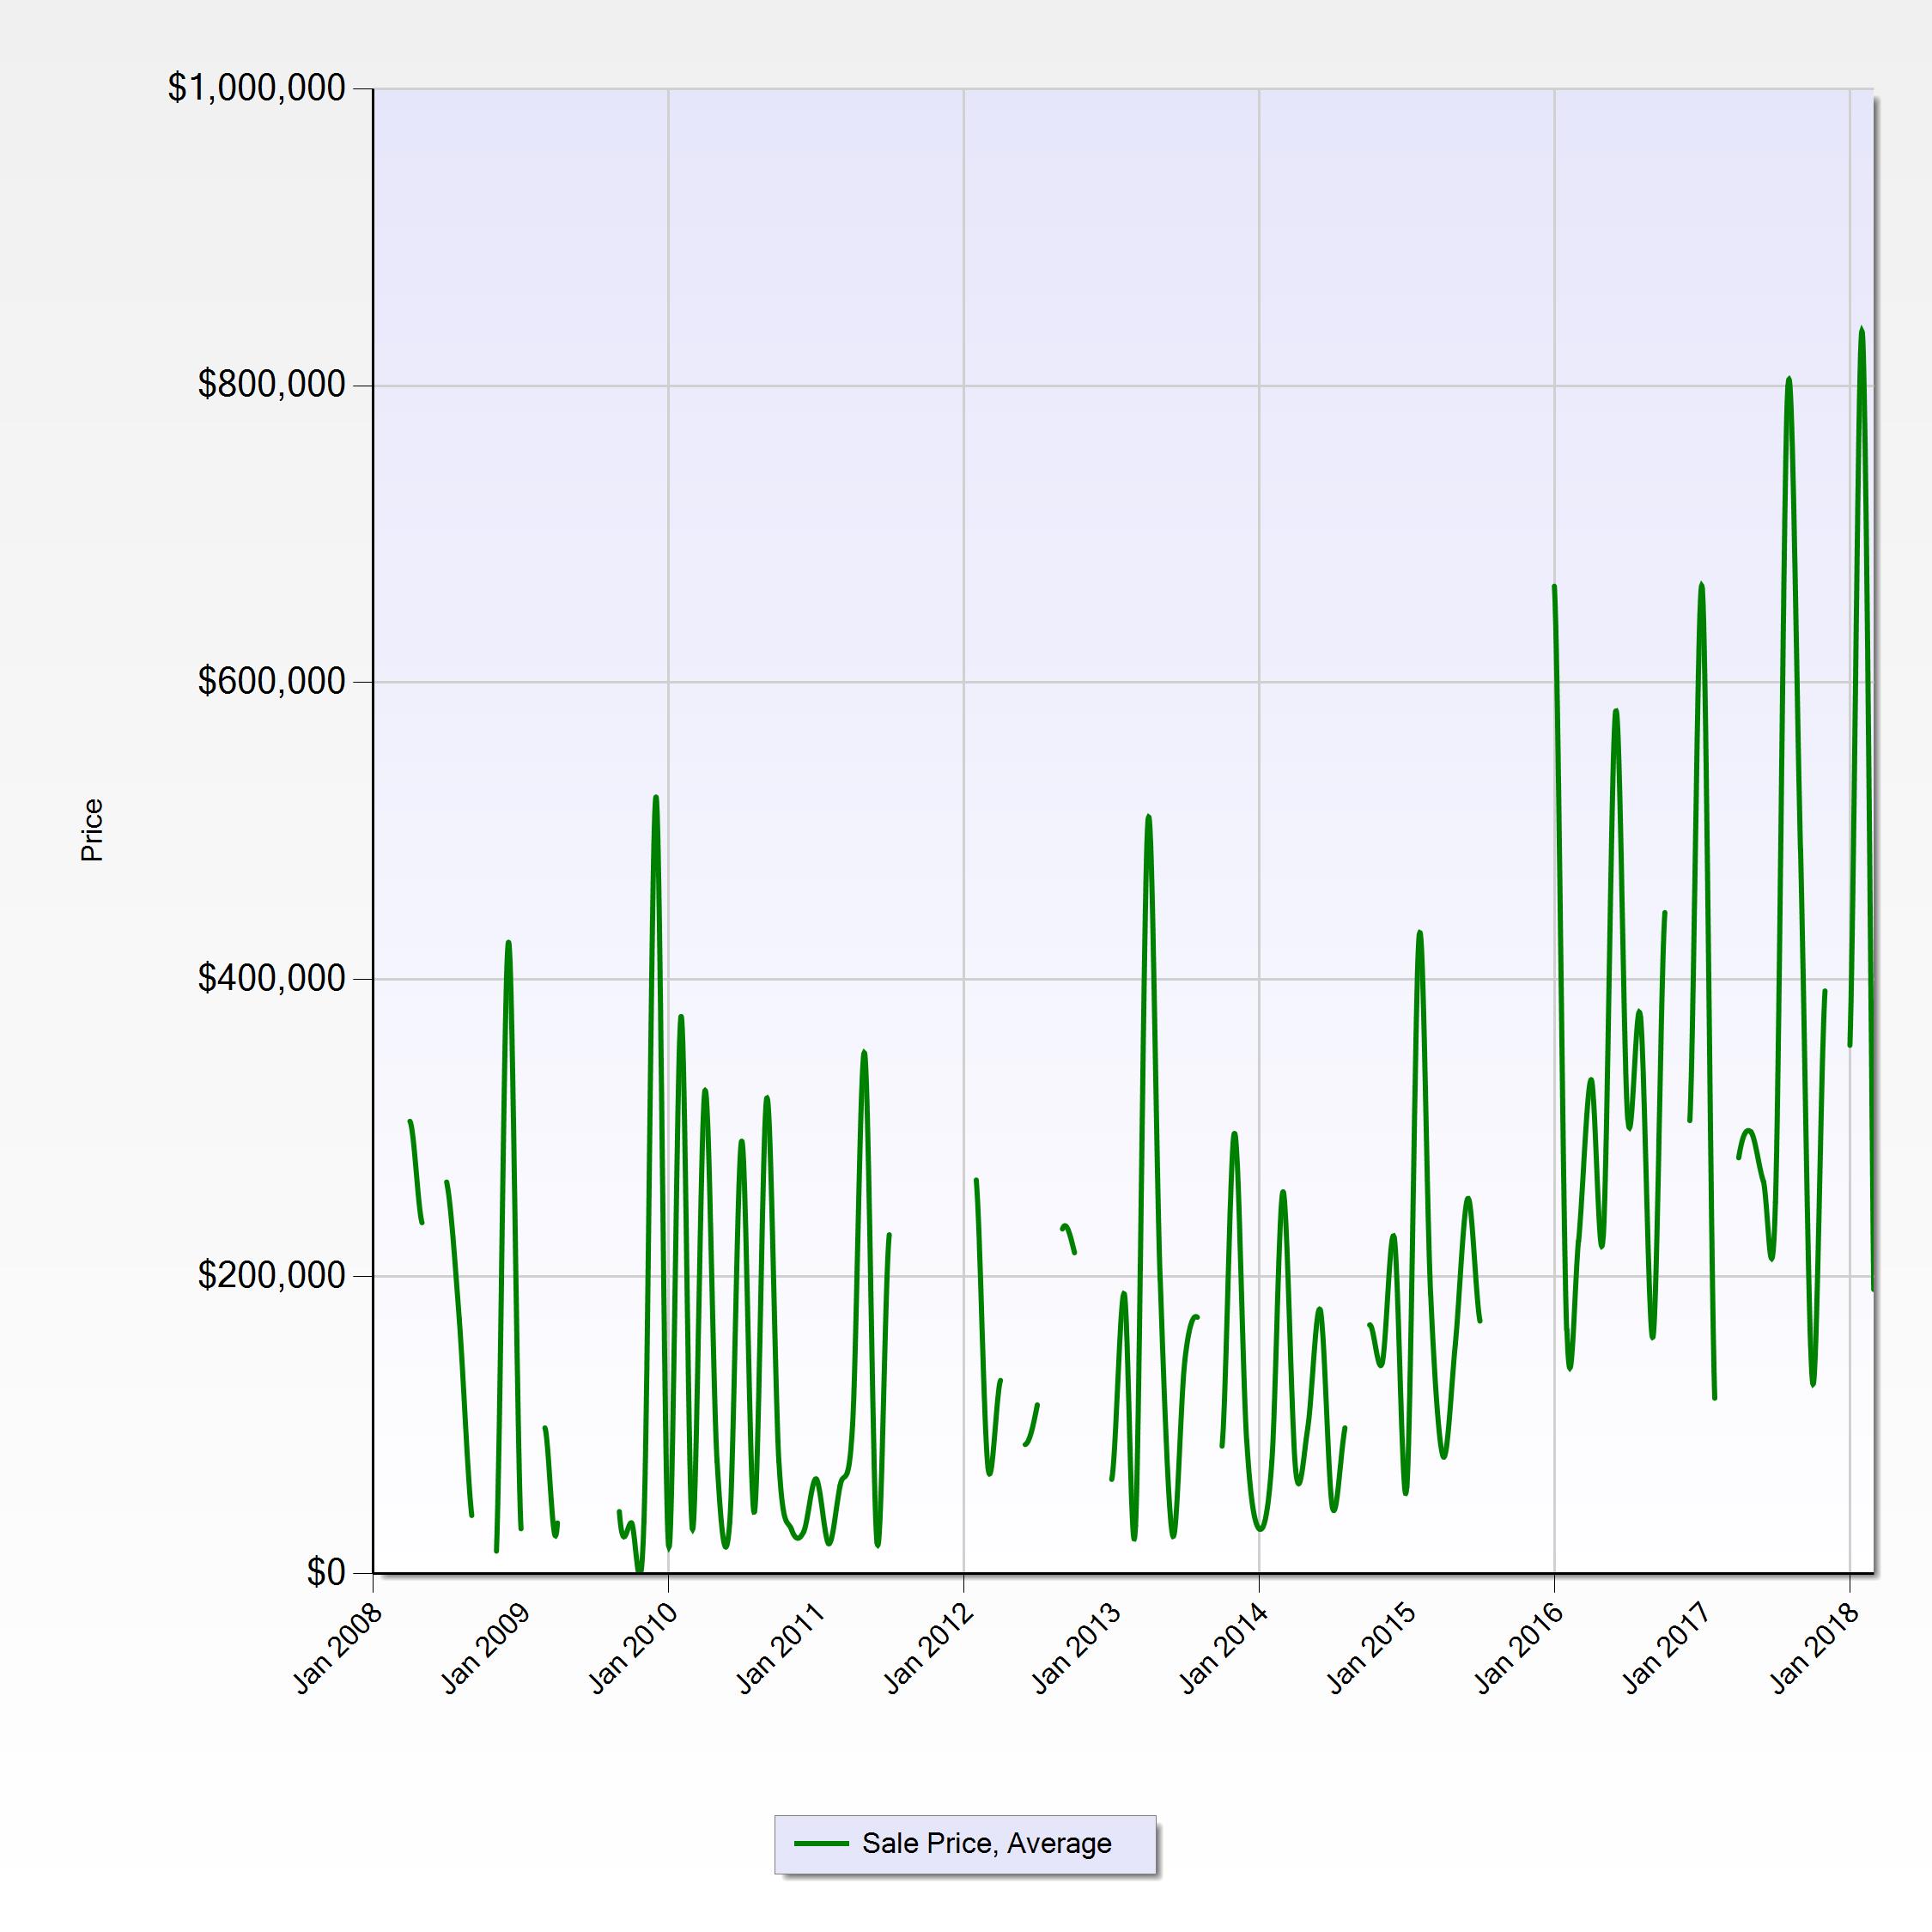 $1,000,000
$800,000
$600,000
$400,000
$200,000
$0
Price
Jan 2008
Jan 2009
Jan 2010
Jan 2011
Jan 2012
Jan 2013
Jan 2014
Jan 2015
Jan 2016
Jan 2017
Jan 2018
Sale Price, Average